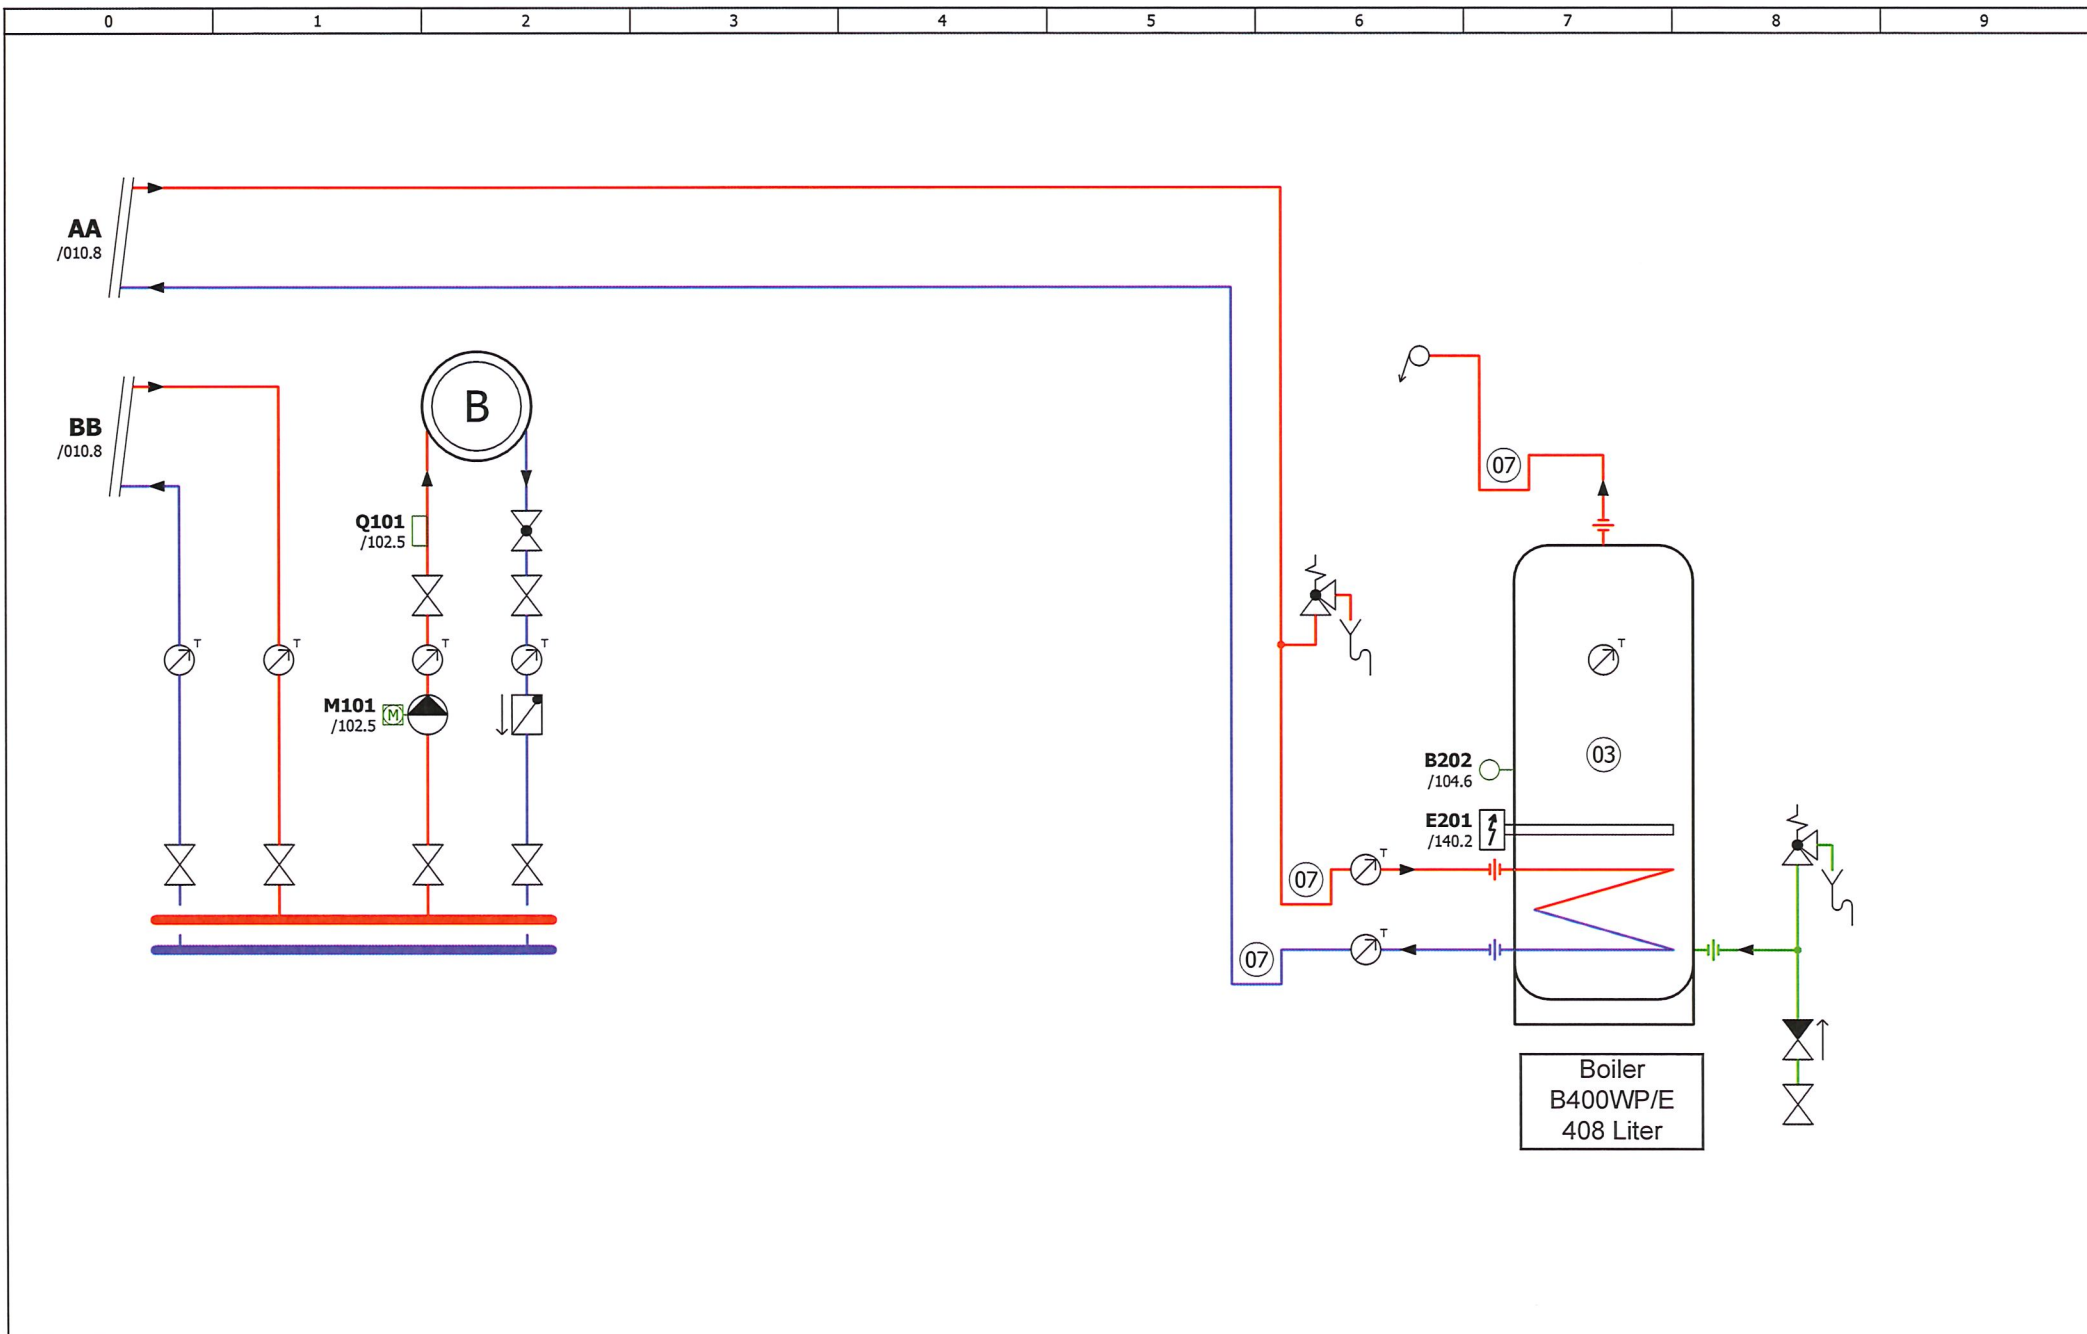 0 1 2 3 4 5 6 7 8 9
AA
/010.8
BB
/010.8
B
07
Q101
/102.5
T T T T T
M101
/102.5
M
03
B202
/104.6
E201
/140.2
T
07
T
07
Boiler
B400WP/E
408 Liter